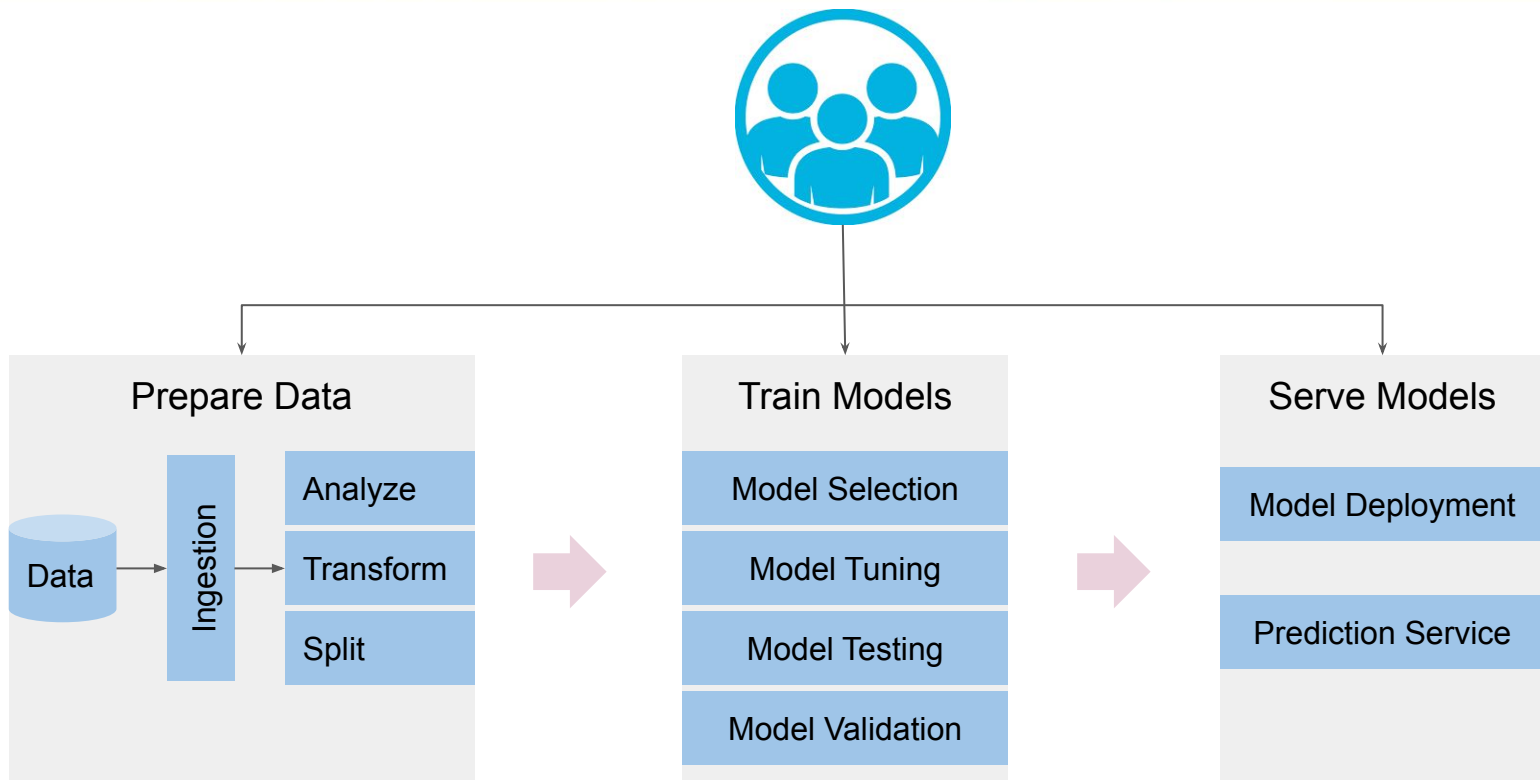 Prepare Data
Data
Ingestion
Analyze
Transform
Split
Train Models
Model Selection
Model Tuning
Model Testing
Model Validation
Serve Models
Model Deployment
Prediction Service